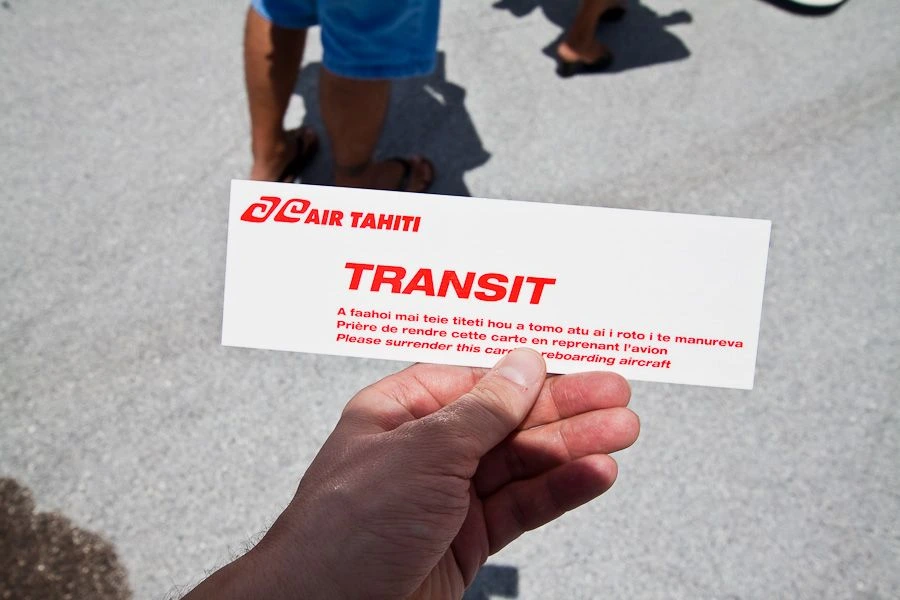 AIR TAHITI
TRANSIT
A faahoi mai teie titeti hou a tomo atu ai i roto i te manureva
Prière de rendre cette carte en reprenant l'avion
Please surrender this card reboarding aircraft